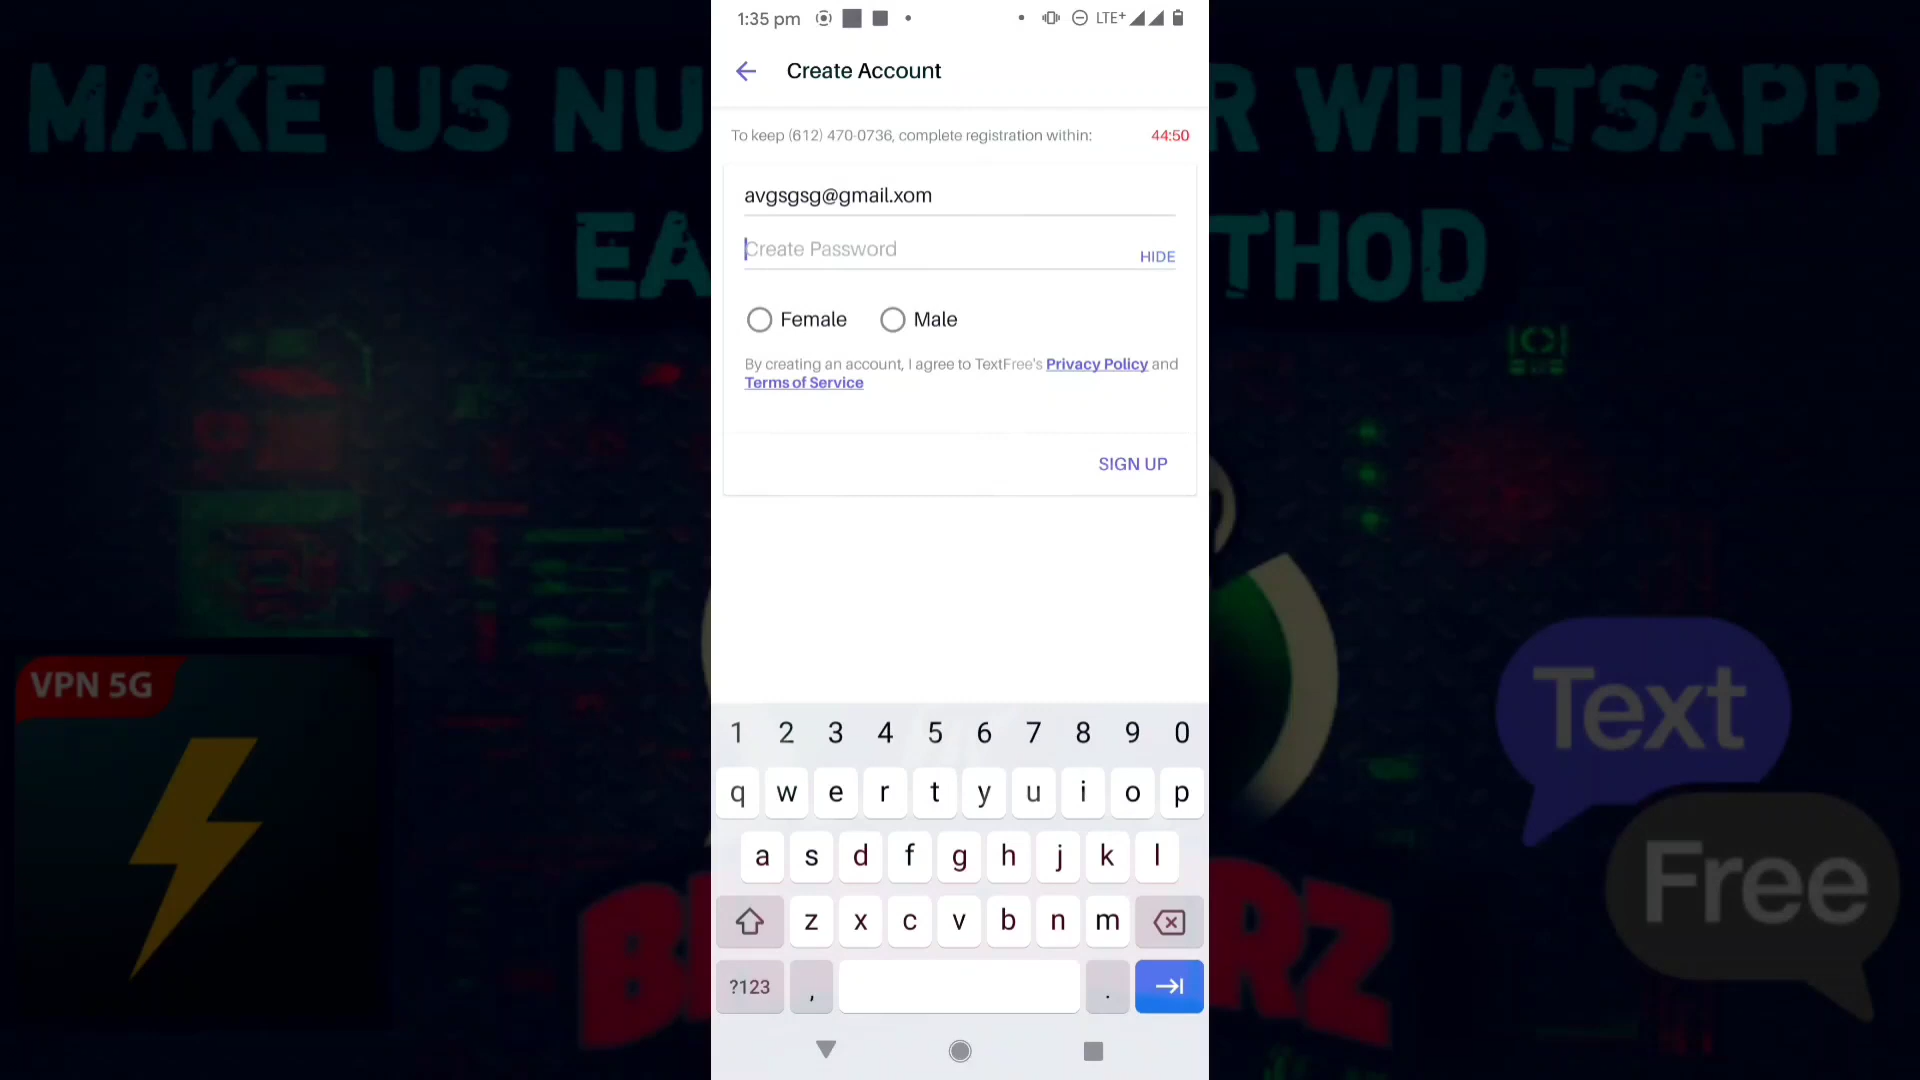 1:35 pm LTE+
Create Account
MAKE US NU R WHATSAPP
To keep (612) 470-0736, complete registration within: 44:50
avgsgsg@gmail.xom
EA THOD
Create Password
HIDE
Female Male
By creating an account, I agree to TextFree's Privacy Policy and
Terms of Service
SIGN UP
VPN 5G
Text
Free
1 2 3 4 5 6 7 8 9 0
q w e r t y u i o p
a s d f g h j k l
z x c v b n m
?123 , .
RZ